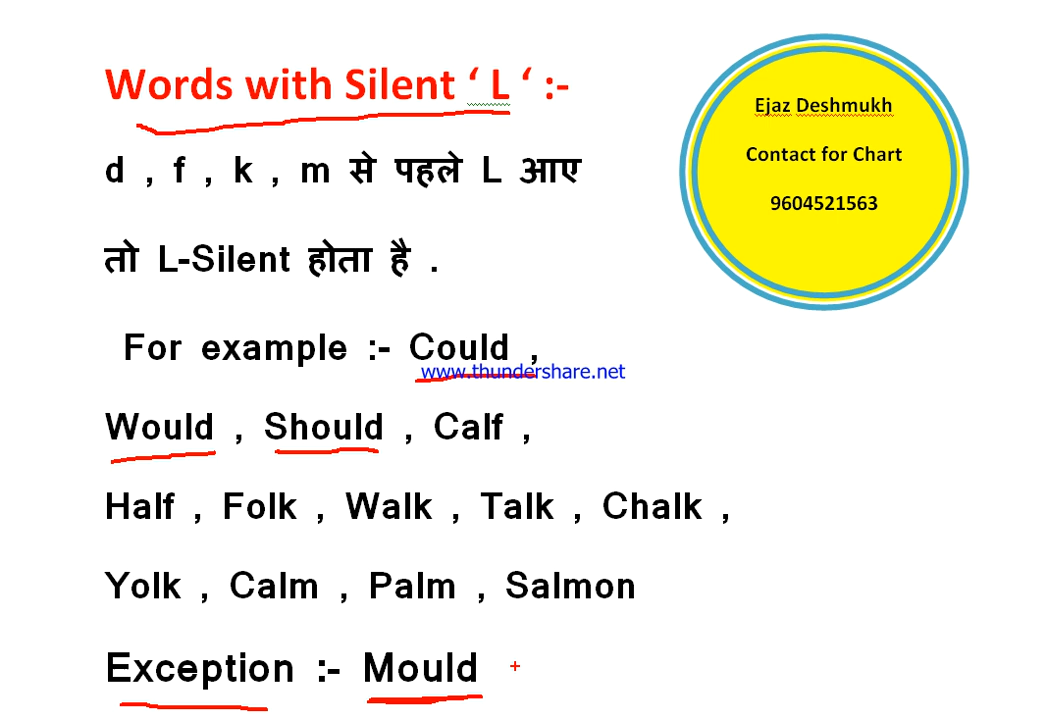 Words with Silent ‘ L ‘ :-
d , f , k , m से पहले L आए
तो L-Silent होता है .
For example :- Could ,
www.thundershare.net
Would , Should , Calf ,
Half , Folk , Walk , Talk , Chalk ,
Yolk , Calm , Palm , Salmon
Exception :- Mould
Ejaz Deshmukh
Contact for Chart
9604521563